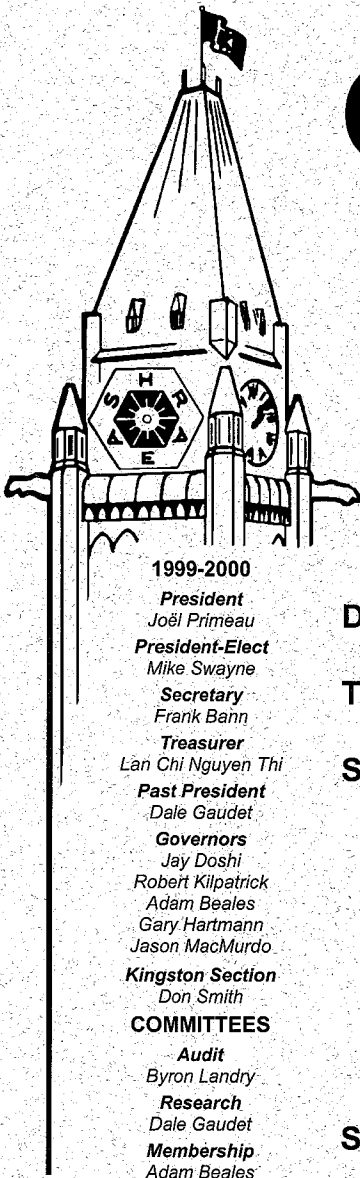 ASHRAE
1999-2000
President
Joël Primeau
President-Elect
Mike Swayne
Secretary
Frank Bann
Treasurer
Lan Chi Nguyen Thi
Past President
Dale Gaudet
Governors
Jay Doshi
Robert Kilpatrick
Adam Beales
Gary Hartmann
Jason MacMurdo
Kingston Section
Don Smith
COMMITTEES
Audit
Byron Landry
Research
Dale Gaudet
Membership
Adam Beales
D
T
S
S